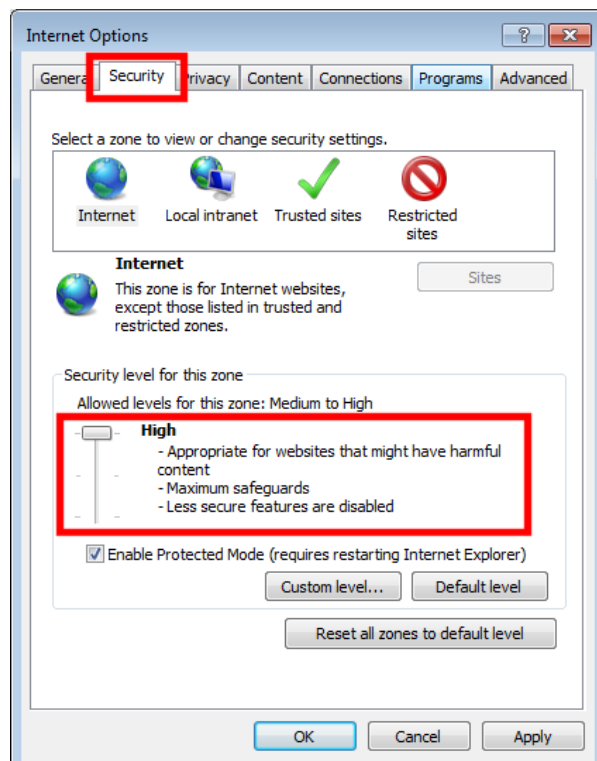 Internet Options
General Security Privacy Content Connections Programs Advanced
Select a zone to view or change security settings.
Internet Local intranet Trusted sites Restricted
sites
Internet
Sites
This zone is for Internet websites,
except those listed in trusted and
restricted zones.
Security level for this zone
Allowed levels for this zone: Medium to High
High
- Appropriate for websites that might have harmful
content
- Maximum safeguards
- Less secure features are disabled
Enable Protected Mode (requires restarting Internet Explorer)
Custom level... Default level
Reset all zones to default level
OK Cancel Apply